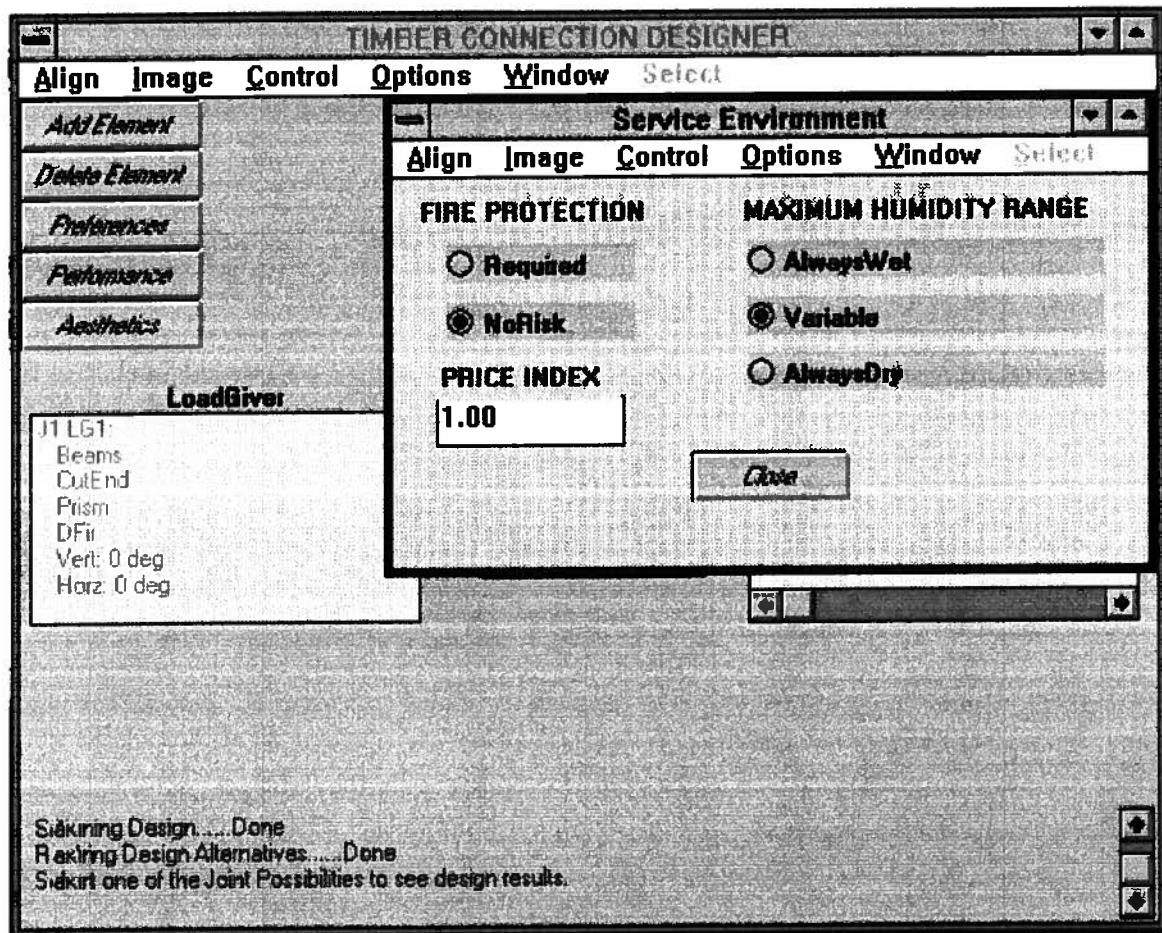 TIMBER CONNECTION DESIGNER
Align Image Control Options Window Select
Add Element
Delete Element
Preferences
Performance
Aesthetics
Service Environment
Align Image Control Options Window Select
FIRE PROTECTION
Required
NoRisk
PRICE INDEX
1.00
MAXIMUM HUMIDITY RANGE
AlwaysWet
Variable
AlwaysDry
Close
LoadGiver
J1 LG1:
Beams
CutEnd
Prism
DFir
Vert: 0 deg
Horz: 0 deg
Design......Done
Design Alternatives......Done
one of the Joint Possibilities to see design results.